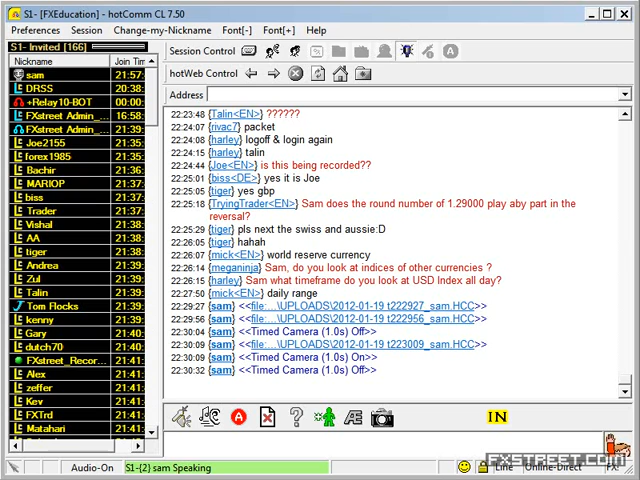 S1- [FXEducation] - hotComm CL 7.50
Preferences Session Change-my-Nickname Font[-] Font[+] Help
S1- Invited [166]
Nickname Join Tim
sam 21:57:
DRSS 20:38:
+Relay10-BOT 00:00:
FXstreet Admin_... 16:58:
FXstreet Admin_... 21:39:
Joe2155 21:39:
forex1985 21:39:
Bachir 21:39:
MARIOP 21:39:
biss 21:39:
Trader 21:39:
Vishal 21:39:
AA 21:39:
tiger 21:39:
Andrea 21:39:
Zul 21:39:
Talin 21:39:
Tom Flocks 21:39:
kenny 21:39:
Gary 21:40:
dutch70 21:40:
FXstreet_Recor... 21:41:
Alex 21:41:
zeffer 21:41:
Kev 21:41:
FXTrd 21:41:
Matahari 21:41:
Session Control
A
hotWeb Control
Address
22:23:48 {Talin<EN>} ??????
22:24:07 {rivac7} packet
22:24:08 {harley} logoff & login again
22:24:15 {harley} talin
22:24:44 {Joe<EN>} is this being recorded??
22:25:01 {biss<DE>} yes it is Joe
22:25:05 {tiger} yes gbp
22:25:18 {TryingTrader<EN>} Sam does the round number of 1.29000 play aby part in the
reversal?
22:25:29 {tiger} pls next the swiss and aussie:D
22:26:05 {tiger} hahah
22:26:07 {mick<EN>} world reserve currency
22:26:14 {meganinja} Sam, do you look at indices of other currencies ?
22:26:15 {harley} Sam what timeframe do you look at USD Index all day?
22:27:50 {mick<EN>} daily range
22:29:27 {sam} <<file:...\UPLOADS\2012-01-19 t222927_sam.HCC>>
22:29:56 {sam} <<file:...\UPLOADS\2012-01-19 t222956_sam.HCC>>
22:30:04 {sam} <<Timed Camera (1.0s) Off>>
22:30:09 {sam} <<file:...\UPLOADS\2012-01-19 t223009_sam.HCC>>
22:30:09 {sam} <<Timed Camera (1.0s) On>>
22:30:32 {sam} <<Timed Camera (1.0s) Off>>
A ? Æ IN
Audio-On S1-{2} sam Speaking Line Online-Direct FX:
FXSTREET.COM